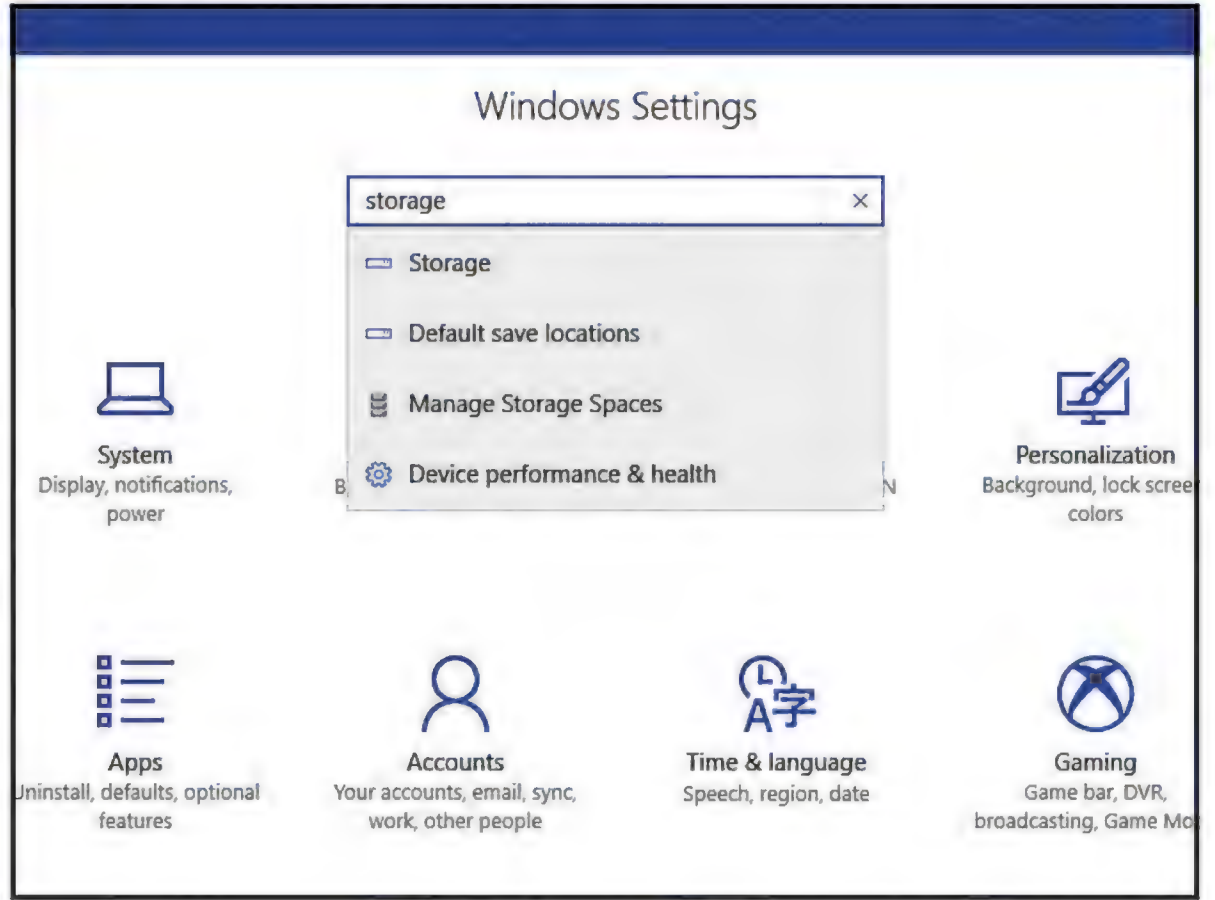 Windows Settings
storage
Storage
Default save locations
Manage Storage Spaces
Device performance & health
System
Display, notifications,
power
B
N
Personalization
Background, lock scree
colors
Apps
Uninstall, defaults, optional
features
Accounts
Your accounts, email, sync,
work, other people
Time & language
Speech, region, date
Gaming
Game bar, DVR,
broadcasting, Game Mo